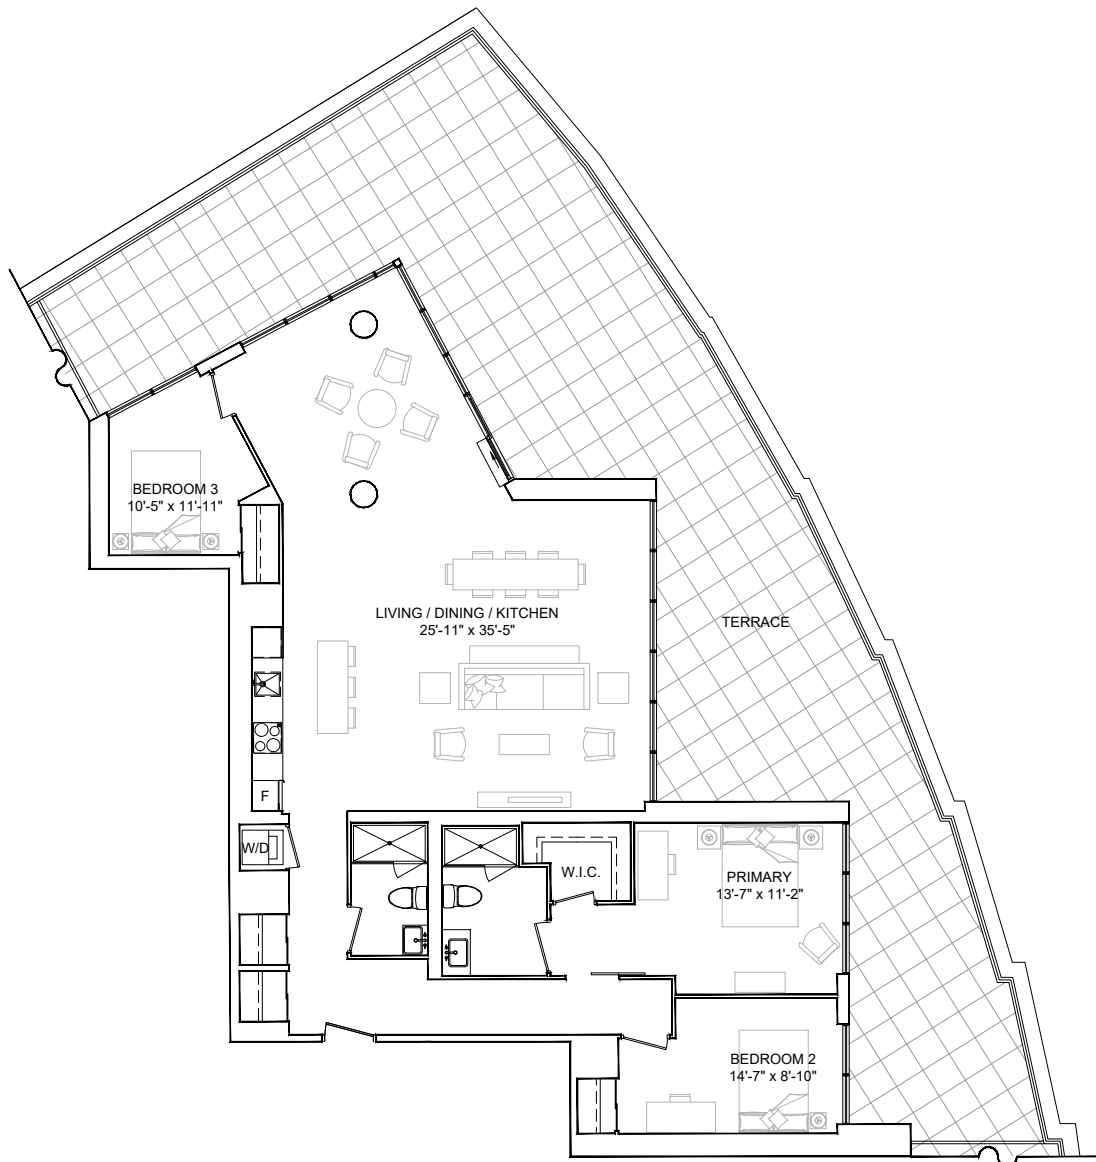 BEDROOM 3
10'-5" x 11'-11"
LIVING / DINING / KITCHEN
25'-11" x 35'-5"
TERRACE
F
W/D
W.I.C.
PRIMARY
13'-7" x 11'-2"
BEDROOM 2
14'-7" x 8'-10"